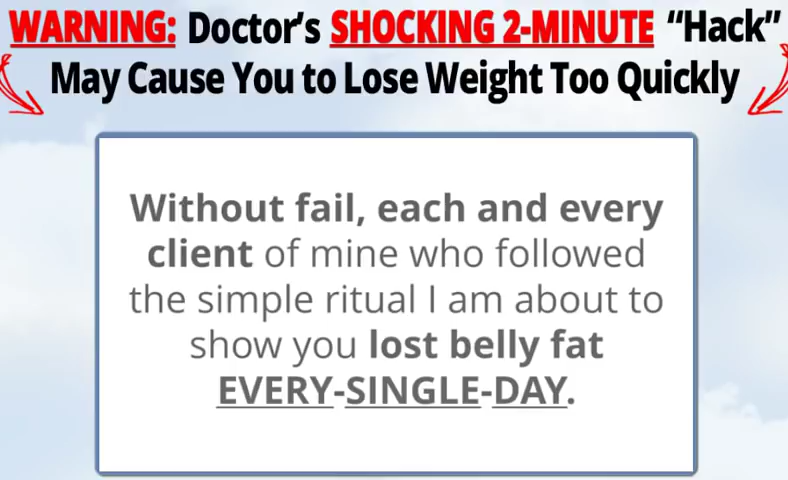 WARNING: Doctor's SHOCKING 2-MINUTE “Hack”
May Cause You to Lose Weight Too Quickly
Without fail, each and every
client of mine who followed
the simple ritual I am about to
show you lost belly fat
EVERY-SINGLE-DAY.